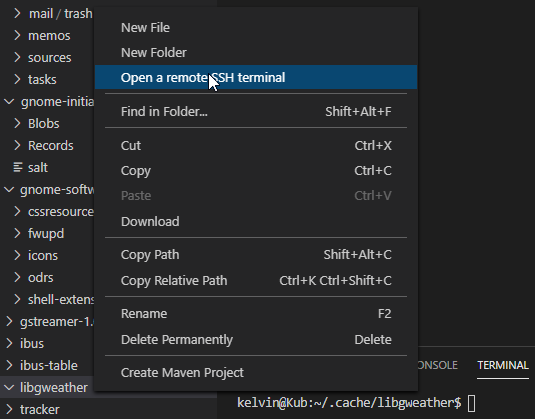 mail / trash
memos
sources
tasks
gnome-initia
Blobs
Records
salt
gnome-softw
cssresource
fwupd
icons
odrs
shell-extens
gstreamer-1.
ibus
ibus-table
libgweather
tracker
New File
New Folder
Open a remote SSH terminal
Find in Folder... Shift+Alt+F
Cut Ctrl+X
Copy Ctrl+C
Paste Ctrl+V
Download
Copy Path Shift+Alt+C
Copy Relative Path Ctrl+K Ctrl+Shift+C
Rename F2
Delete Permanently Delete
Create Maven Project
CONSOLE TERMINAL
kelvin@Kub:~/.cache/libgweather$